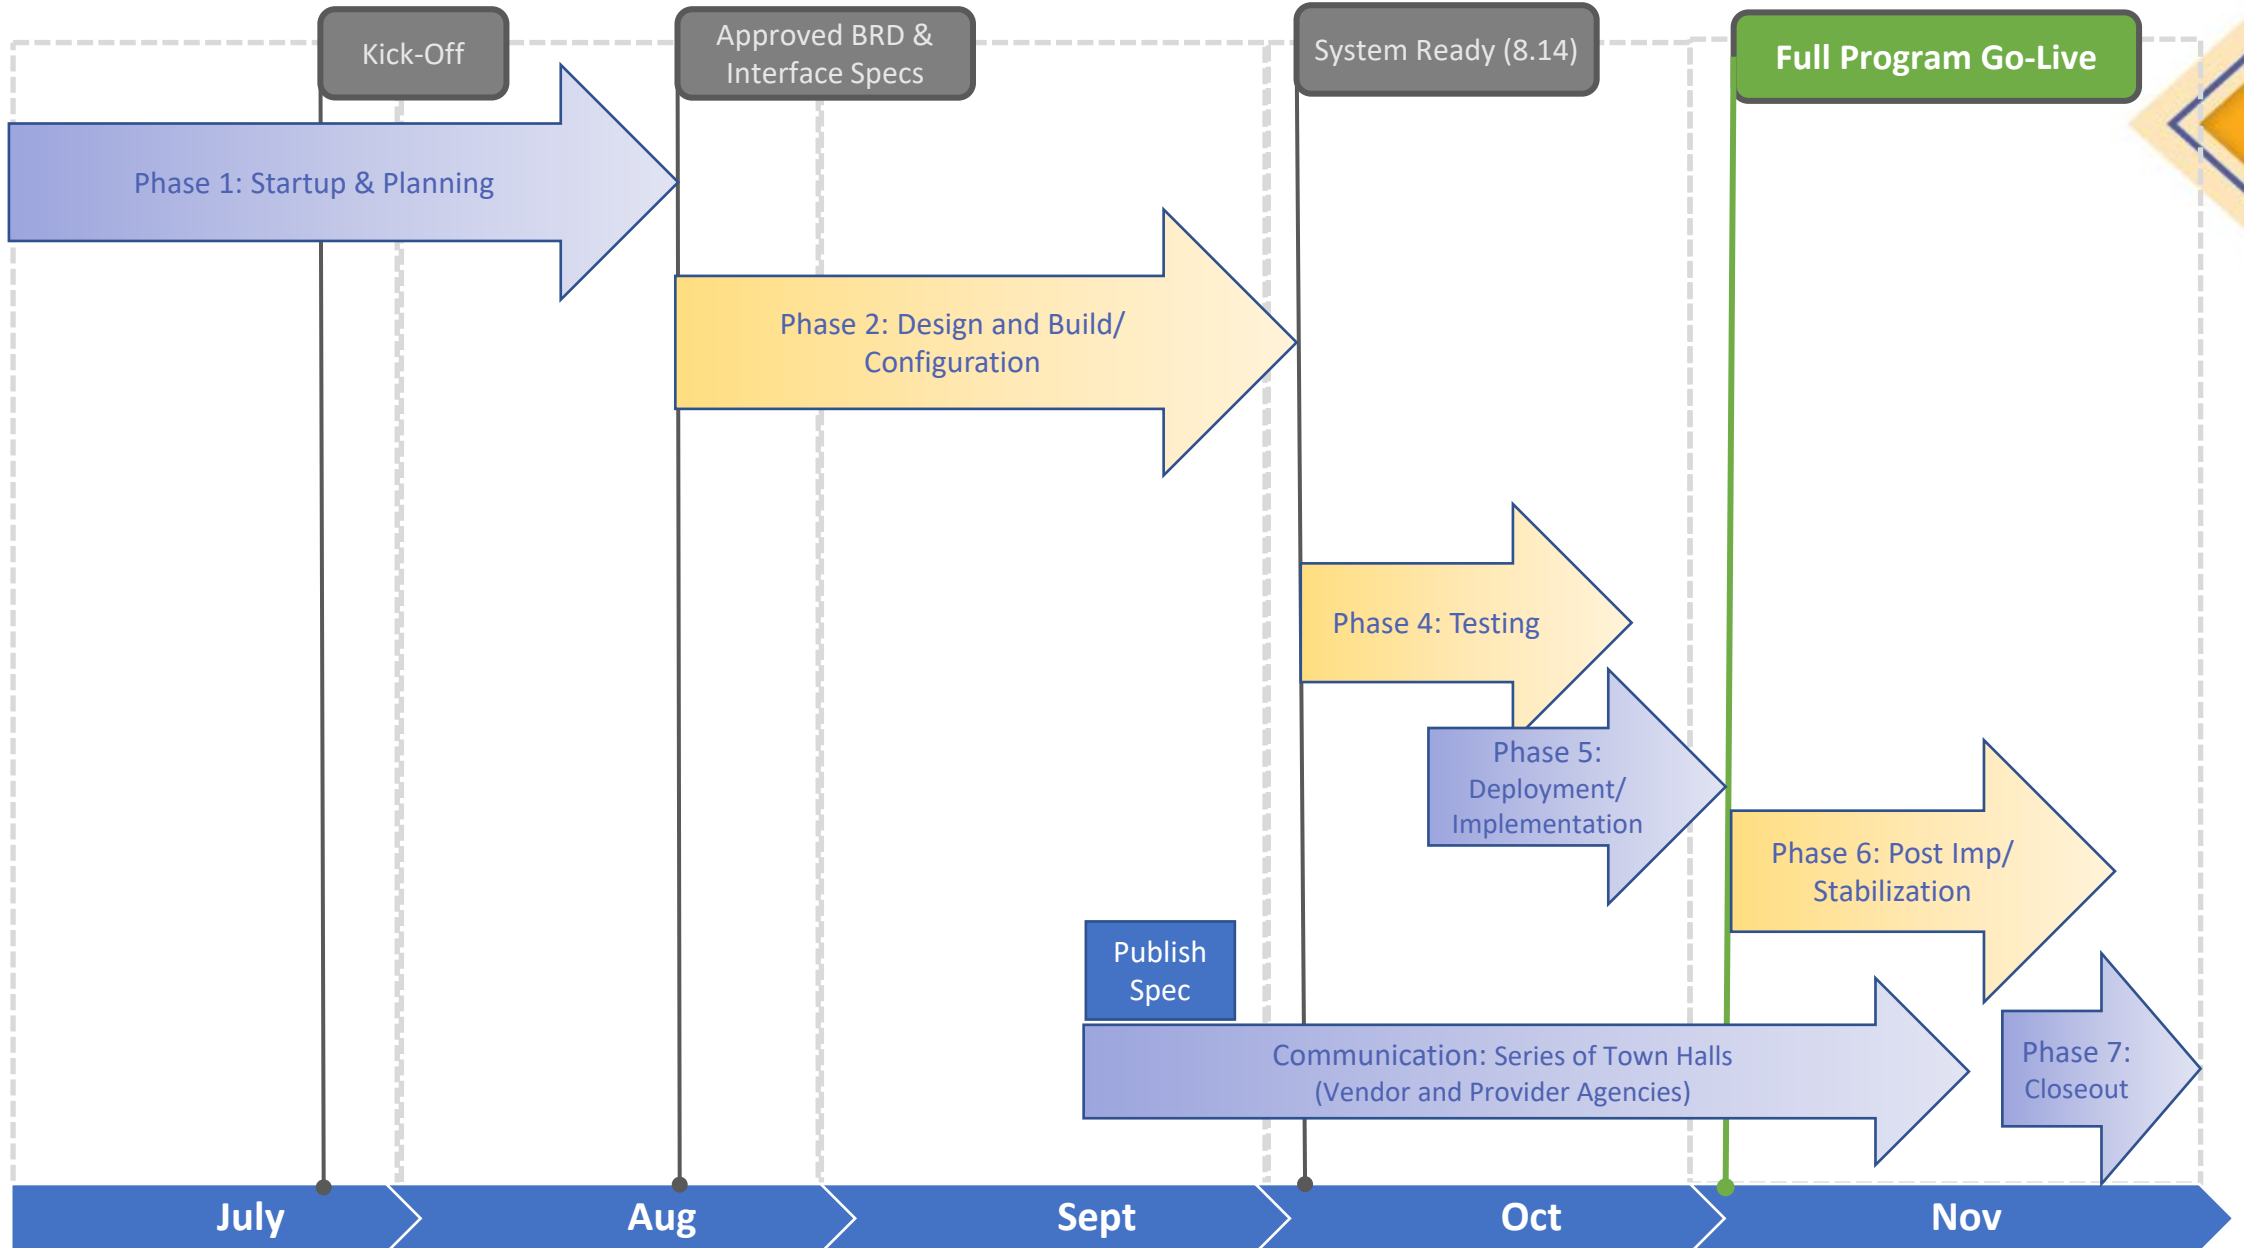 Kick-Off
Approved BRD &
Interface Specs
System Ready (8.14)
Full Program Go-Live
Phase 1: Startup & Planning
Phase 2: Design and Build/
Configuration
Phase 4: Testing
Phase 5:
Deployment/
Implementation
Phase 6: Post Imp/
Stabilization
Publish
Spec
Communication: Series of Town Halls
(Vendor and Provider Agencies)
Phase 7:
Closeout
July
Aug
Sept
Oct
Nov